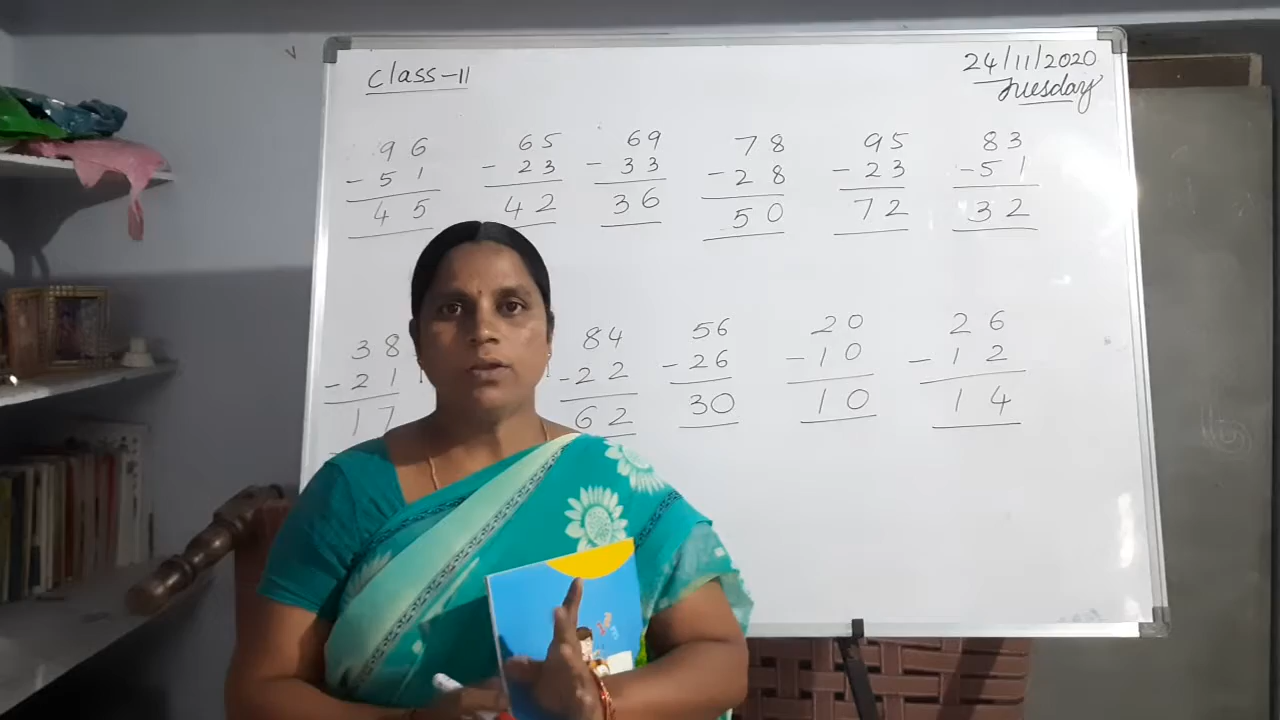 Class-II
24/11/2020
Tuesday
96 65 69 78 95 83
-51 -23 -33 -28 -23 -51
45 42 36 50 72 32
38 84 56 20 26
-21 -22 -26 -10 -12
17 62 30 10 14